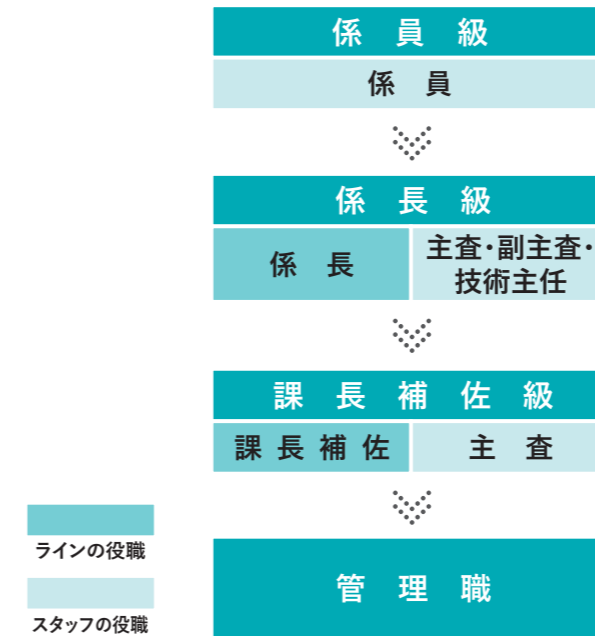 係員級
係員
係長級
係長
主査・副主査・
技術主任
課長補佐級
課長補佐
主査
管理職
ラインの役職
スタッフの役職